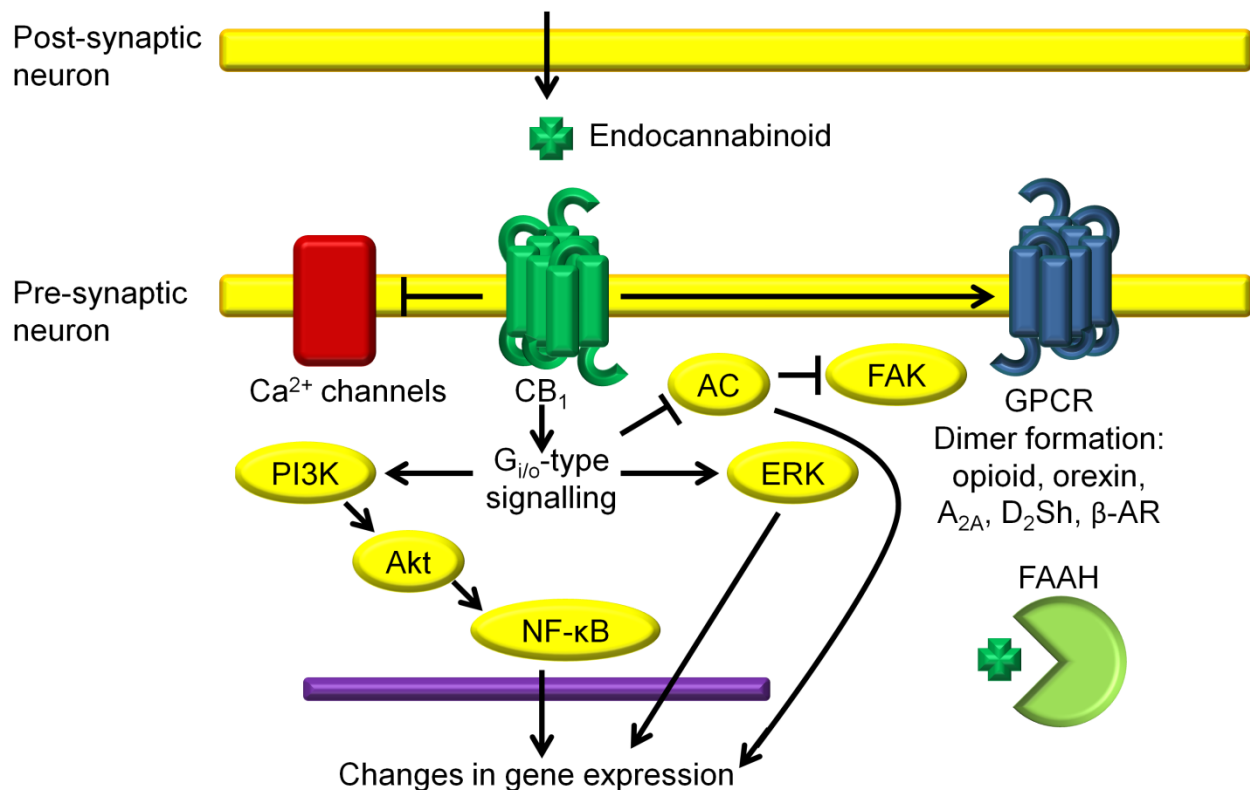 Post-synaptic
neuron
Endocannabinoid
Pre-synaptic
neuron
Ca²⁺ channels
CB₁
AC
FAK
GPCR
Dimer formation:
opioid, orexin,
A₂A, D₂Sh, β-AR
PI3K
Gi/o-type
signalling
ERK
Akt
NF-κB
FAAH
Changes in gene expression